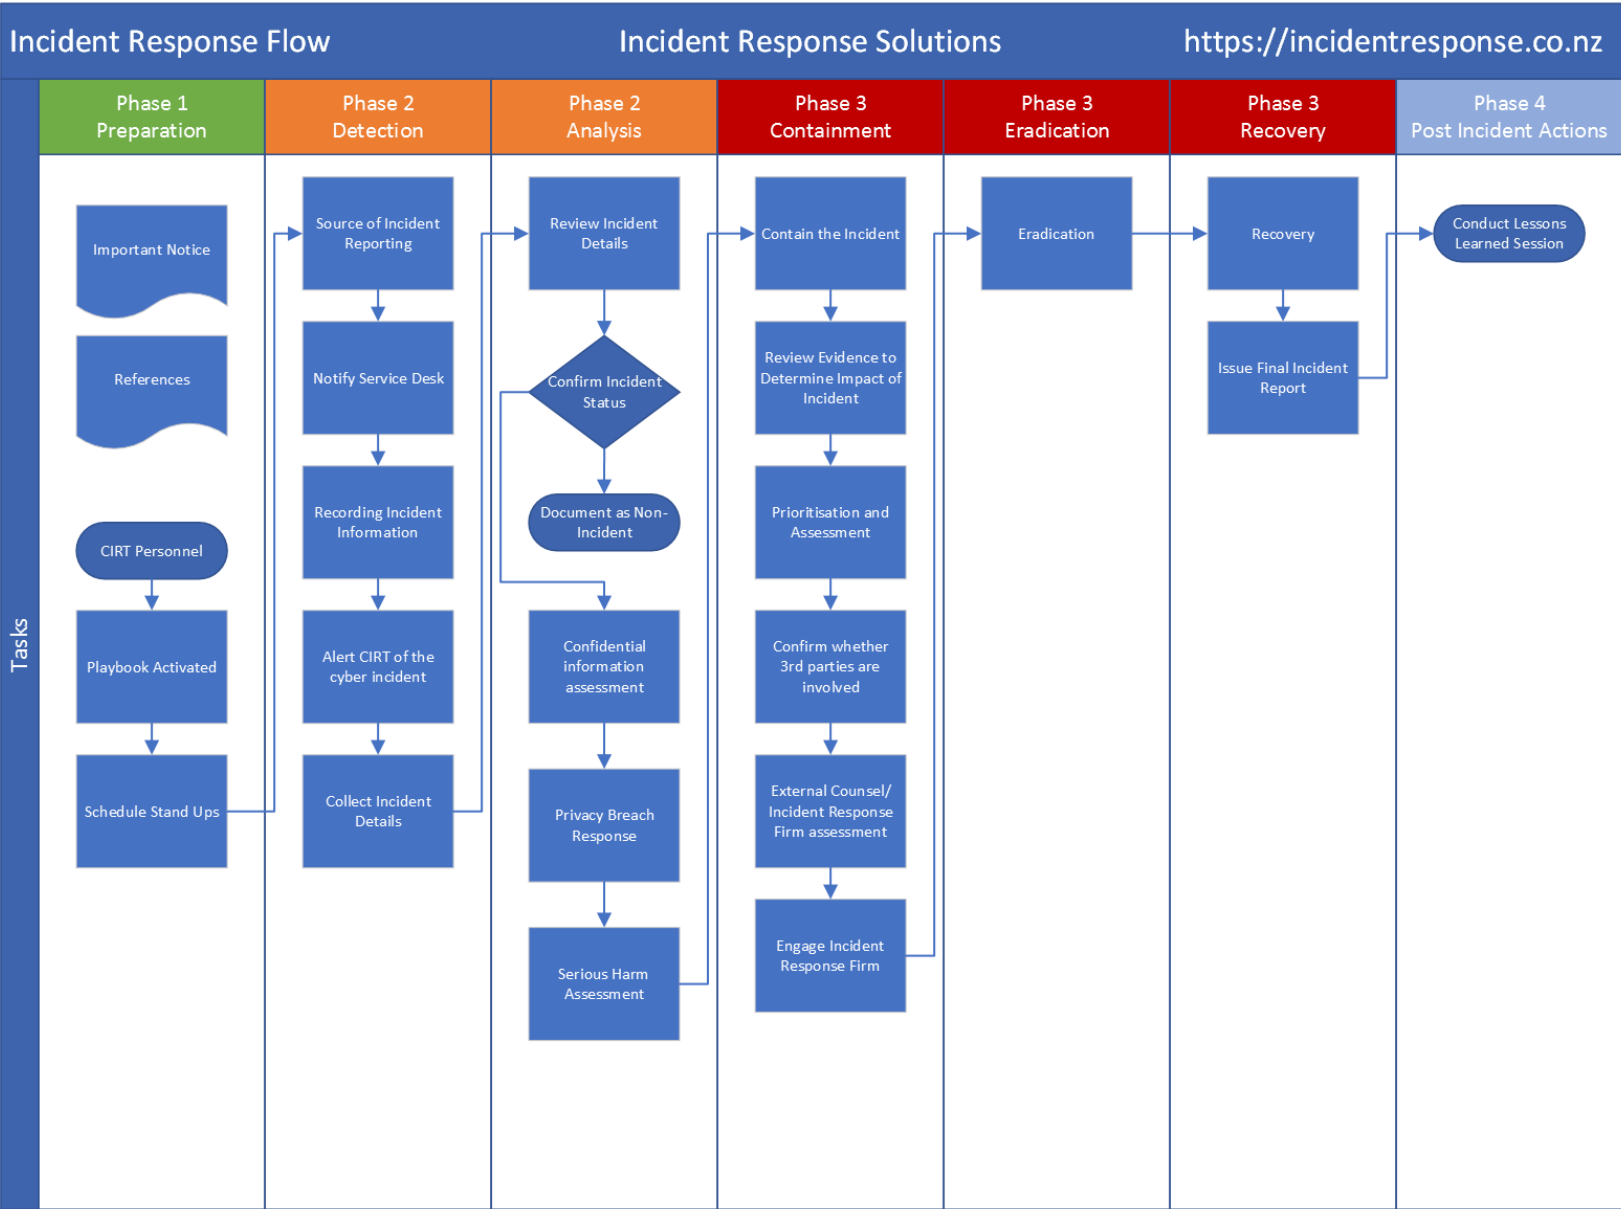 Incident Response Flow
Incident Response Solutions
https://incidentresponse.co.nz
Tasks
Phase 1
Preparation
Important Notice
References
CIRT Personnel
Playbook Activated
Schedule Stand Ups
Phase 2
Detection
Source of Incident
Reporting
Notify Service Desk
Recording Incident
Information
Alert CIRT of the
cyber incident
Collect Incident
Details
Phase 2
Analysis
Review Incident
Details
Confirm Incident
Status
Document as Non-
Incident
Confidential
information
assessment
Privacy Breach
Response
Serious Harm
Assessment
Phase 3
Containment
Contain the Incident
Review Evidence to
Determine Impact of
Incident
Prioritisation and
Assessment
Confirm whether
3rd parties are
involved
External Counsel/
Incident Response
Firm assessment
Engage Incident
Response Firm
Phase 3
Eradication
Eradication
Phase 3
Recovery
Recovery
Issue Final Incident
Report
Phase 4
Post Incident Actions
Conduct Lessons
Learned Session